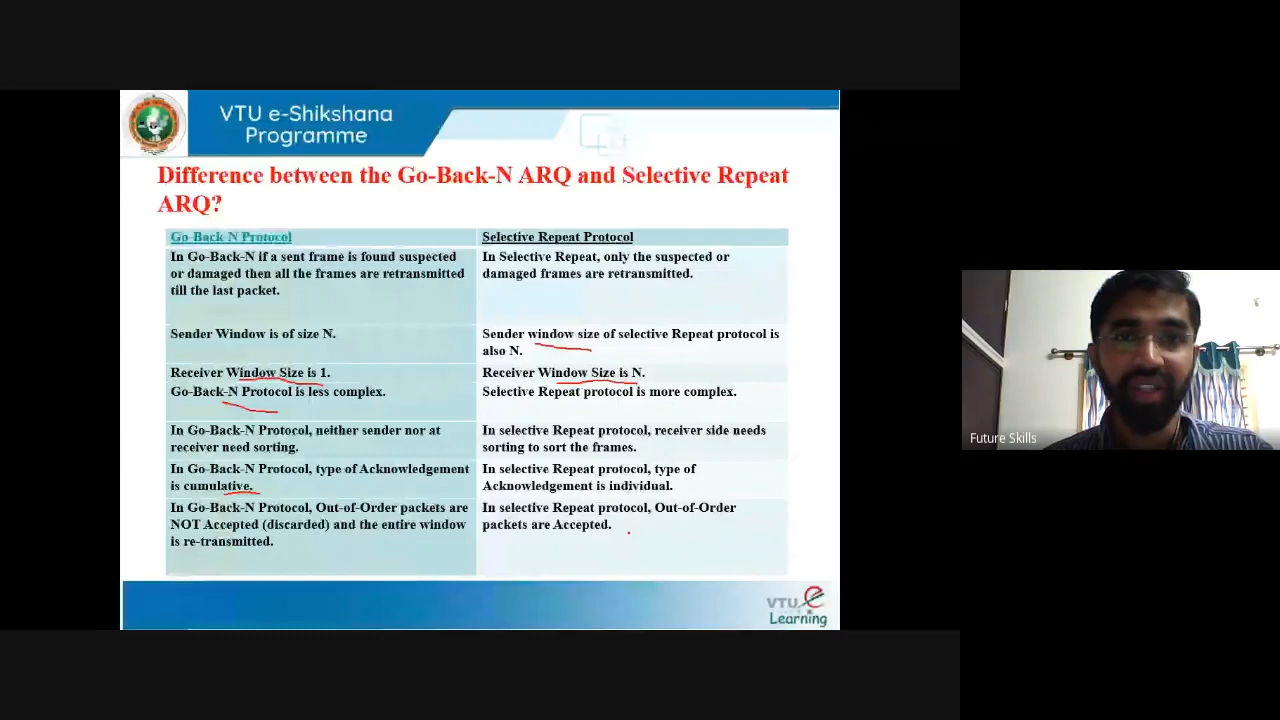 VTU e-Shikshana
Programme
Difference between the Go-Back-N ARQ and Selective Repeat
ARQ?
Go-Back-N Protocol
Selective Repeat Protocol
In Go-Back-N if a sent frame is found suspected
or damaged then all the frames are retransmitted
till the last packet.
In Selective Repeat, only the suspected or
damaged frames are retransmitted.
Sender Window is of size N.
Sender window size of selective Repeat protocol is
also N.
Receiver Window Size is 1.
Receiver Window Size is N.
Go-Back-N Protocol is less complex.
Selective Repeat protocol is more complex.
In Go-Back-N Protocol, neither sender nor at
receiver need sorting.
In selective Repeat protocol, receiver side needs
sorting to sort the frames.
In Go-Back-N Protocol, type of Acknowledgement
is cumulative.
In selective Repeat protocol, type of
Acknowledgement is individual.
In Go-Back-N Protocol, Out-of-Order packets are
NOT Accepted (discarded) and the entire window
is re-transmitted.
In selective Repeat protocol, Out-of-Order
packets are Accepted.
VTU e
Learning
Future Skills